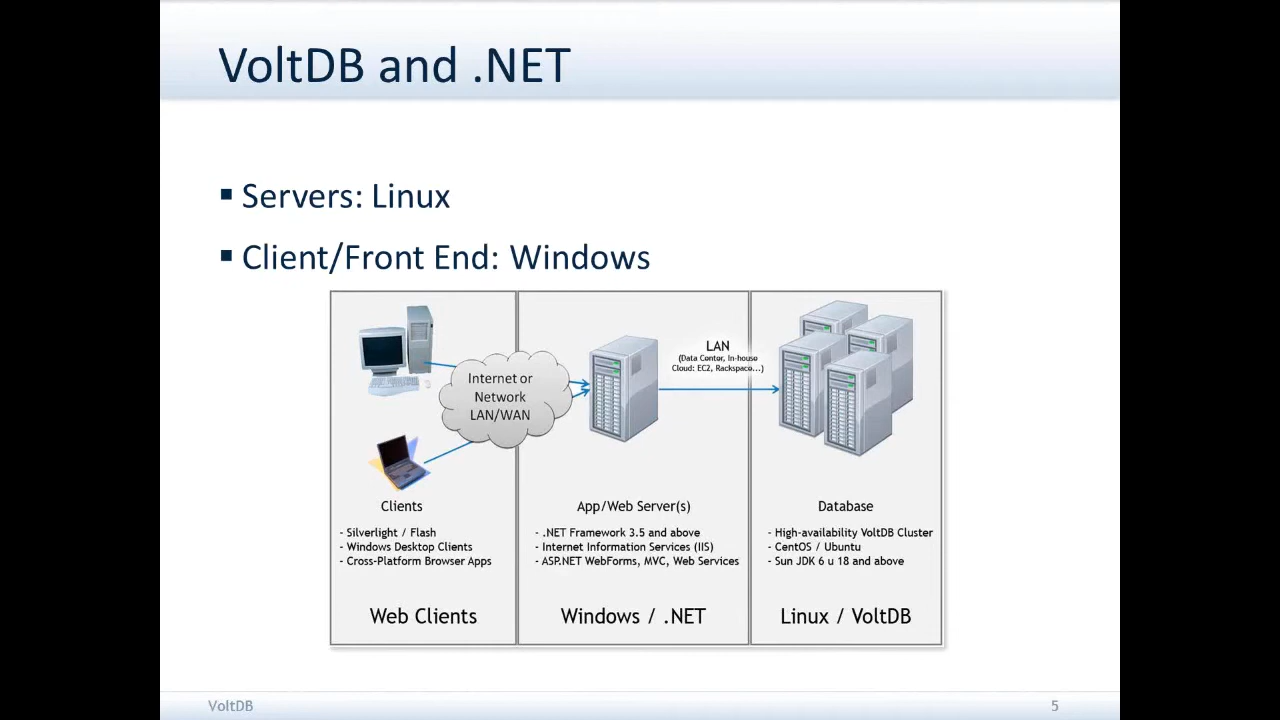 VoltDB and .NET
▪ Servers: Linux
▪ Client/Front End: Windows
Internet or
Network
LAN/WAN
LAN
(Data Center, In-house
Cloud: EC2, Rackspace...)
Clients
- Silverlight / Flash
- Windows Desktop Clients
- Cross-Platform Browser Apps
Web Clients
App/Web Server(s)
- .NET Framework 3.5 and above
- Internet Information Services (IIS)
- ASP.NET WebForms, MVC, Web Services
Windows / .NET
Database
- High-availability VoltDB Cluster
- CentOS / Ubuntu
- Sun JDK 6 u 18 and above
Linux / VoltDB
VoltDB
5